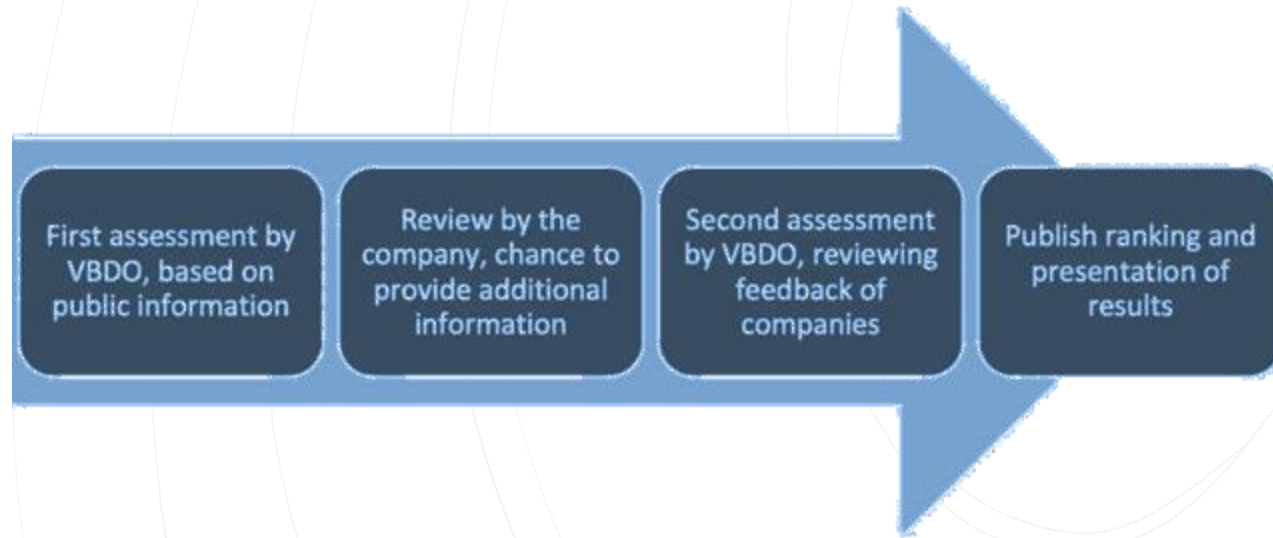 First assessment by
VBDO, based on
public information
Review by the
company, chance to
provide additional
information
Second assessment
by VBDO, reviewing
feedback of
companies
Publish ranking and
presentation of
results